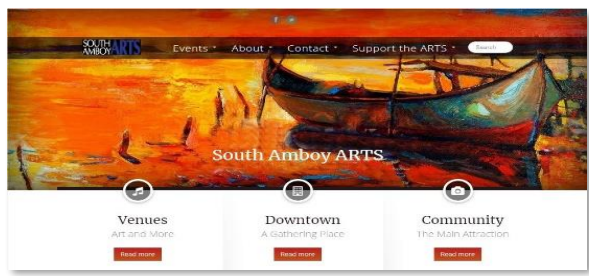 SOUTH
AMBOY ARTS
Events About Contact Support the ARTS Search
South Amboy ARTS
Venues Downtown Community
Art and More A Gathering Place The Main Attraction
Read more Read more Read more